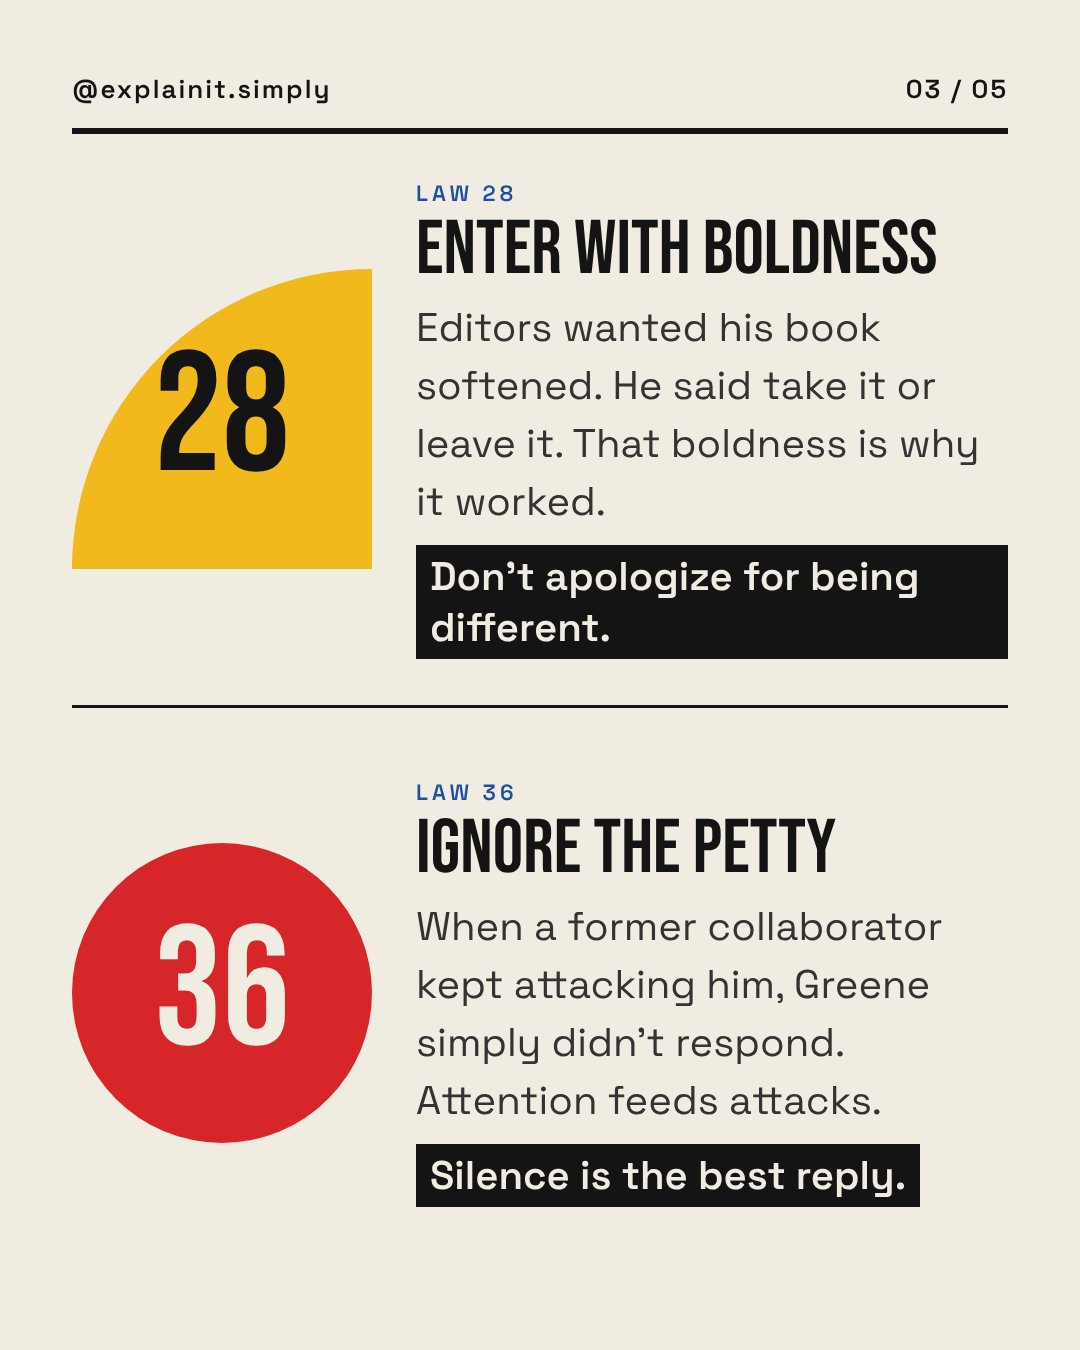 @explainit.simply
03 / 05
LAW 28
ENTER WITH BOLDNESS
28
Editors wanted his book
softened. He said take it or
leave it. That boldness is why
it worked.
Don’t apologize for being
different.
LAW 36
IGNORE THE PETTY
36
When a former collaborator
kept attacking him, Greene
simply didn’t respond.
Attention feeds attacks.
Silence is the best reply.